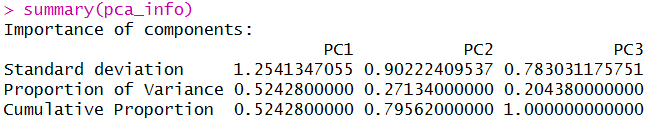 > summary(pca_info)
Importance of components:
PC1 PC2 PC3
Standard deviation 1.2541347055 0.90222409537 0.783031175751
Proportion of Variance 0.5242800000 0.27134000000 0.204380000000
Cumulative Proportion 0.5242800000 0.79562000000 1.000000000000